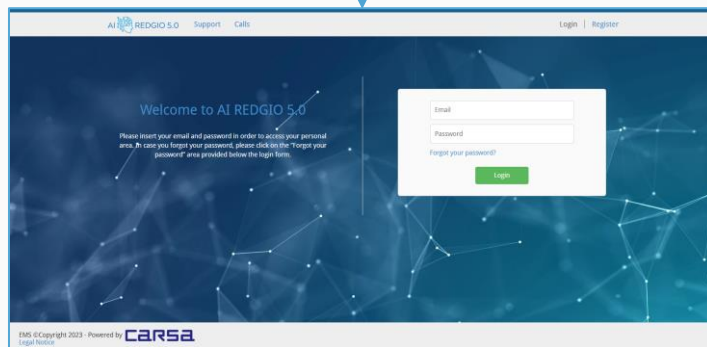 AI REDGIO 5.0 Support Calls Login | Register
Welcome to AI REDGIO 5.0
Please insert your email and password in order to access your personal
area. In case you forgot your password, please click on the "Forgot your
password" area provided below the login form.
Email
Password
Forgot your password?
Login
EMS ©Copyright 2023 - Powered by carsa
Legal Notice